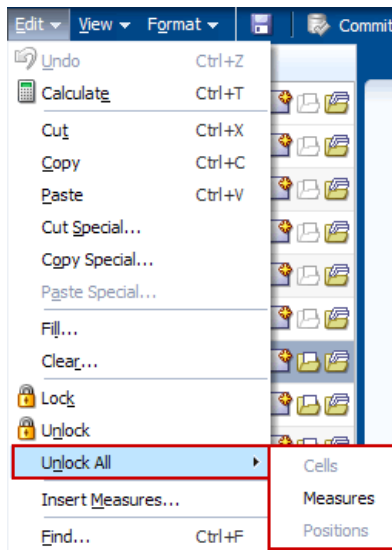 Edit View Format Commit
Undo Ctrl+Z
Calculate Ctrl+T
Cut Ctrl+X
Copy Ctrl+C
Paste Ctrl+V
Cut Special...
Copy Special...
Paste Special...
Fill...
Clear...
Lock
Unlock
Unlock All Cells
Insert Measures... Measures
Find... Ctrl+F Positions